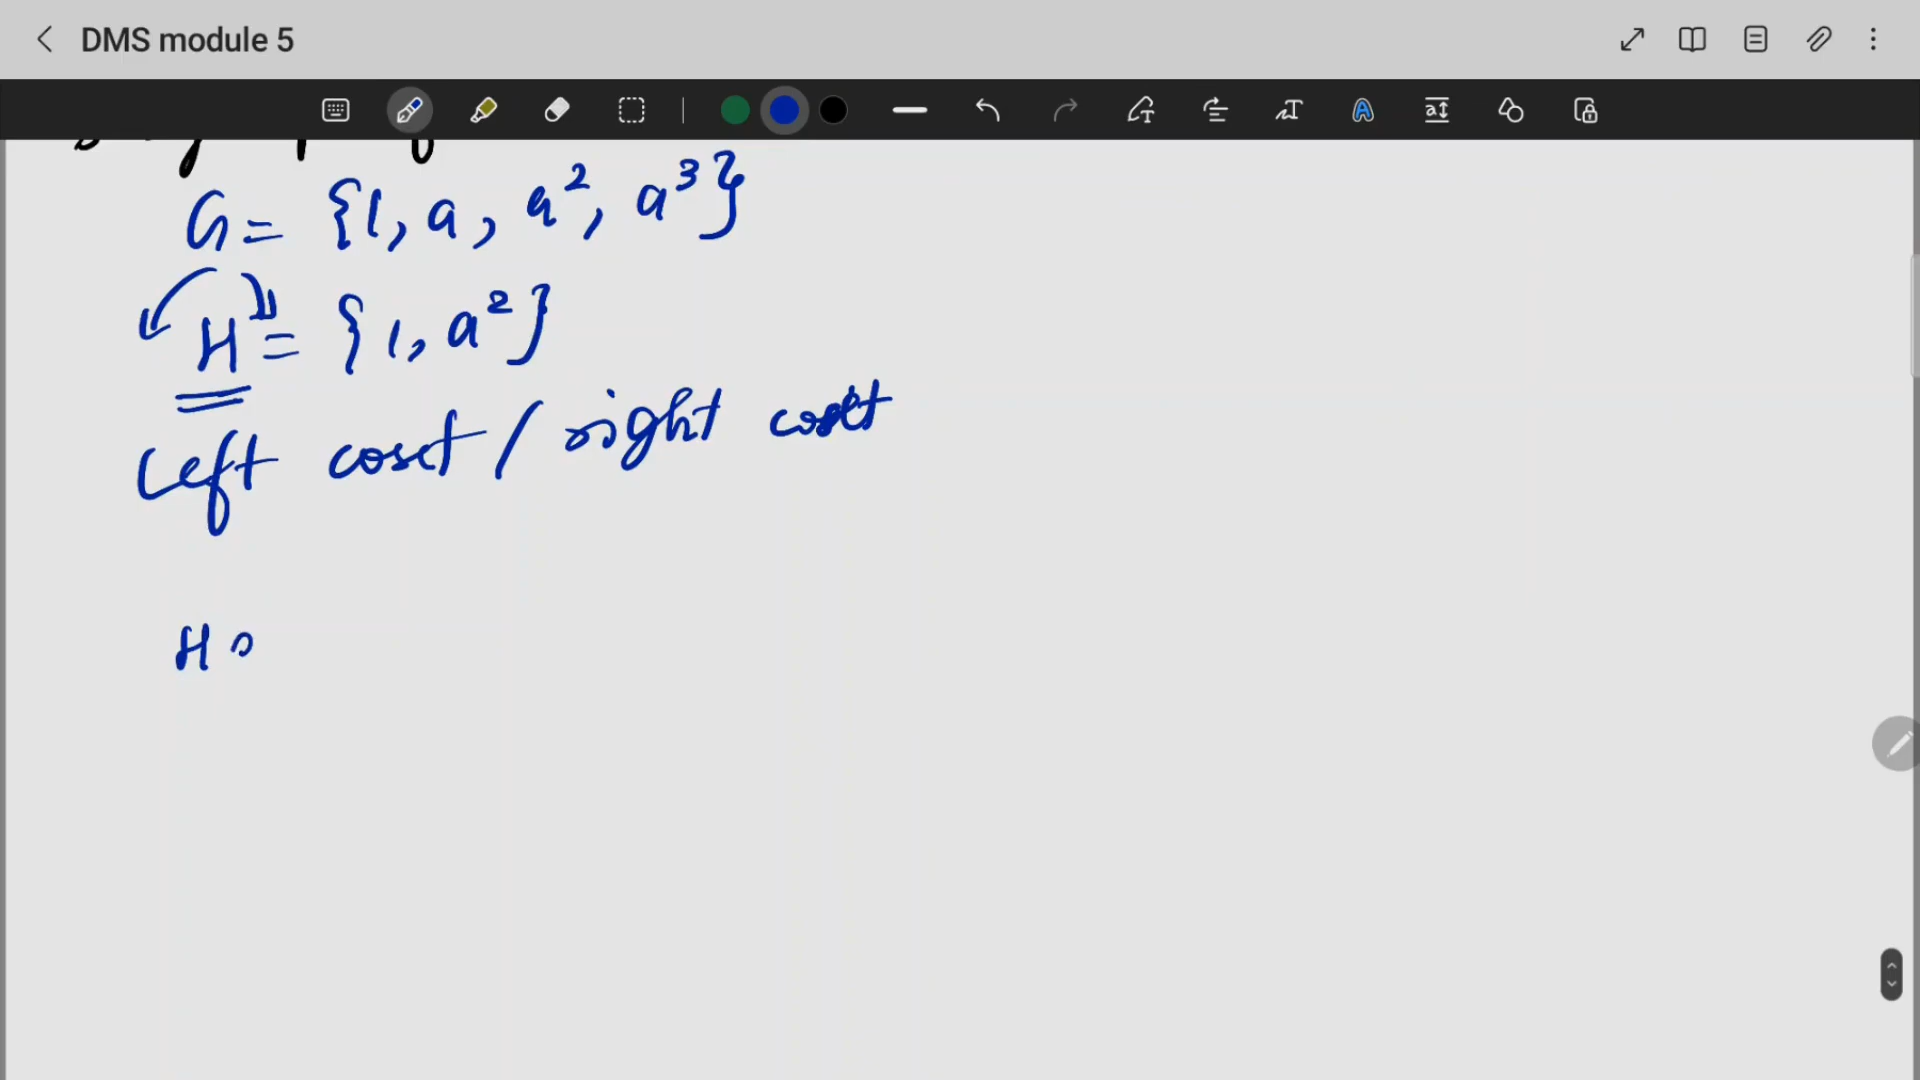 DMS module 5
G = {1, a, a², a³}
H = {1, a²}
Left coset / right coset
H